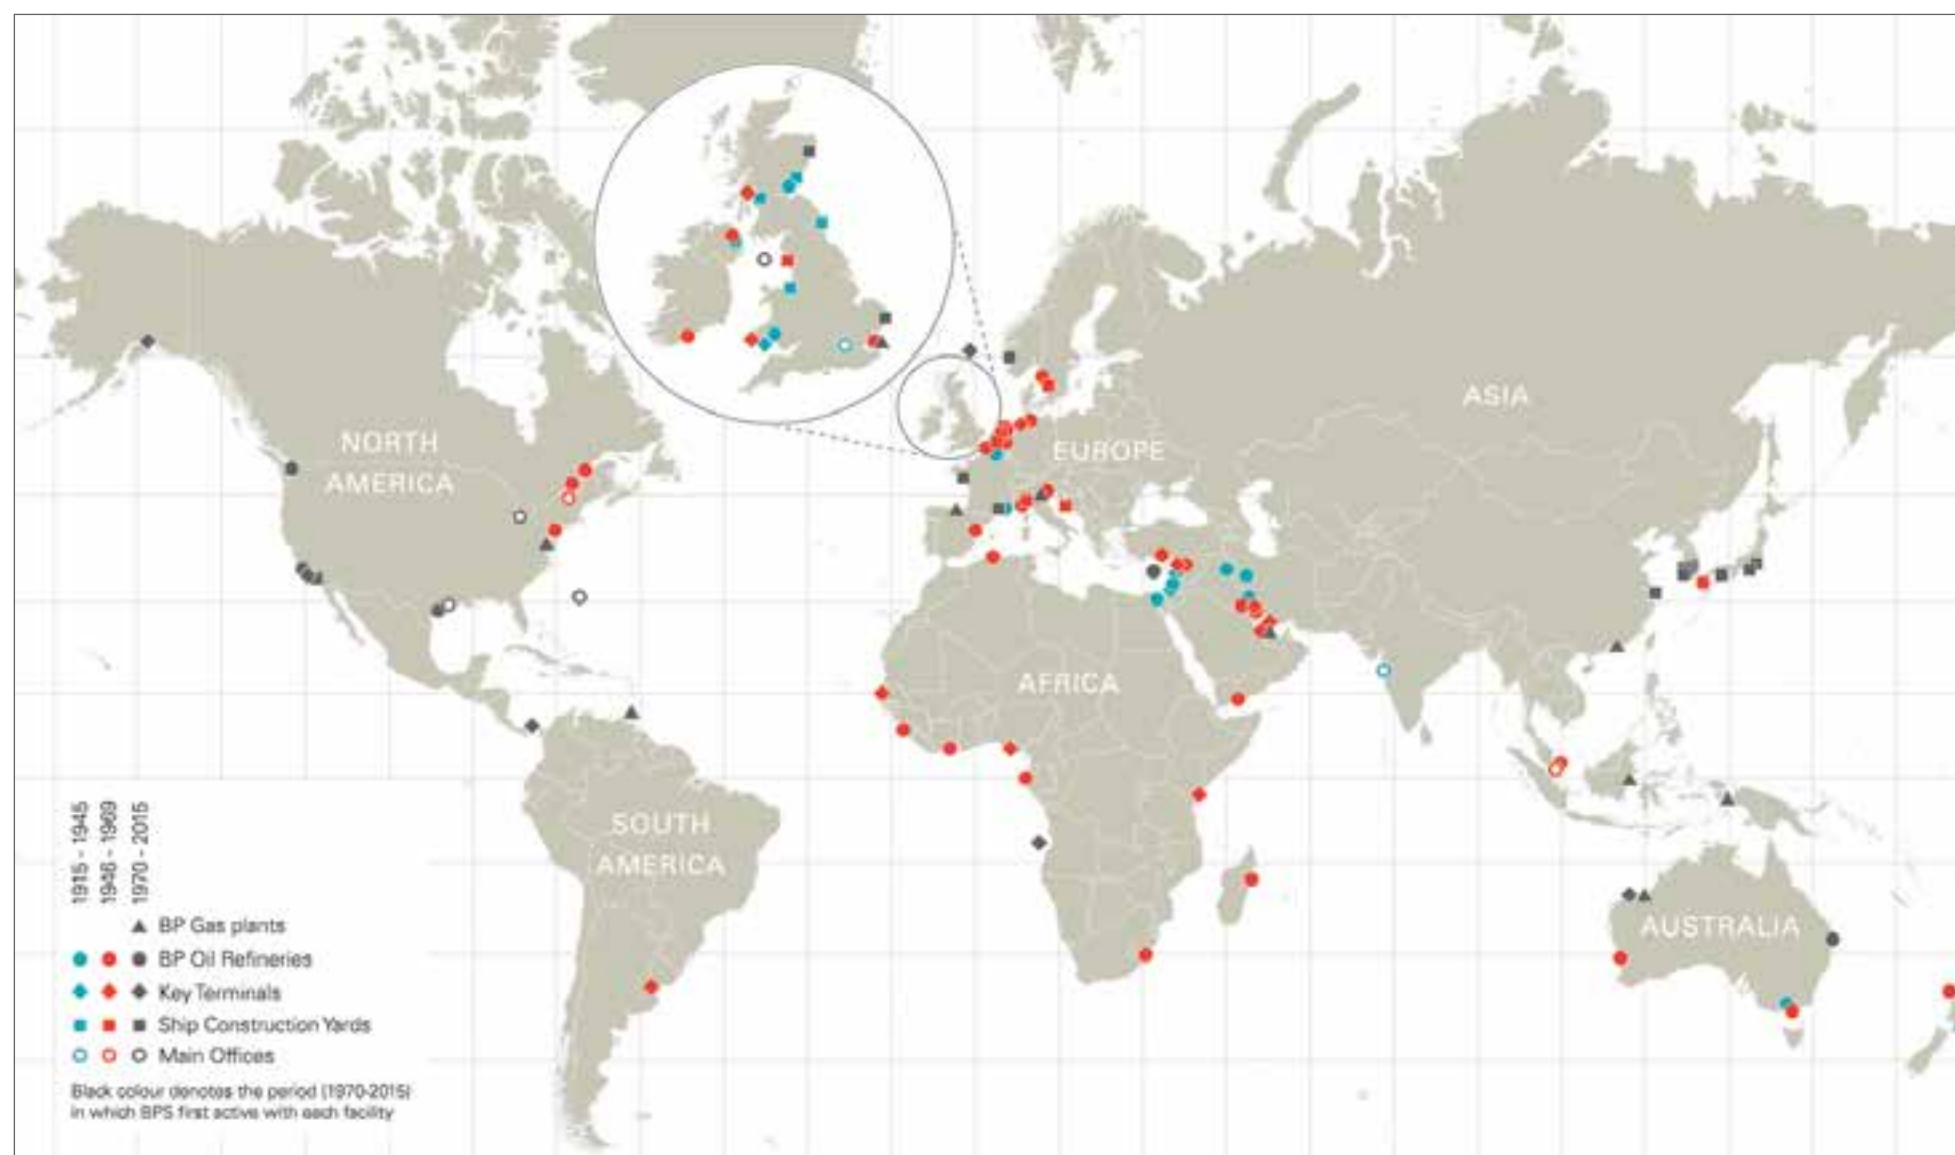 ASIA
NORTH
AMERICA
EUROPE
AFRICA
SOUTH
AMERICA
AUSTRALIA
1915 - 1945
1946 - 1969
1970 - 2015
BP Gas plants
BP Oil Refineries
Key Terminals
Ship Construction Yards
Main Offices
Black colour denotes the period (1970-2015)
in which BPS first active with each facility